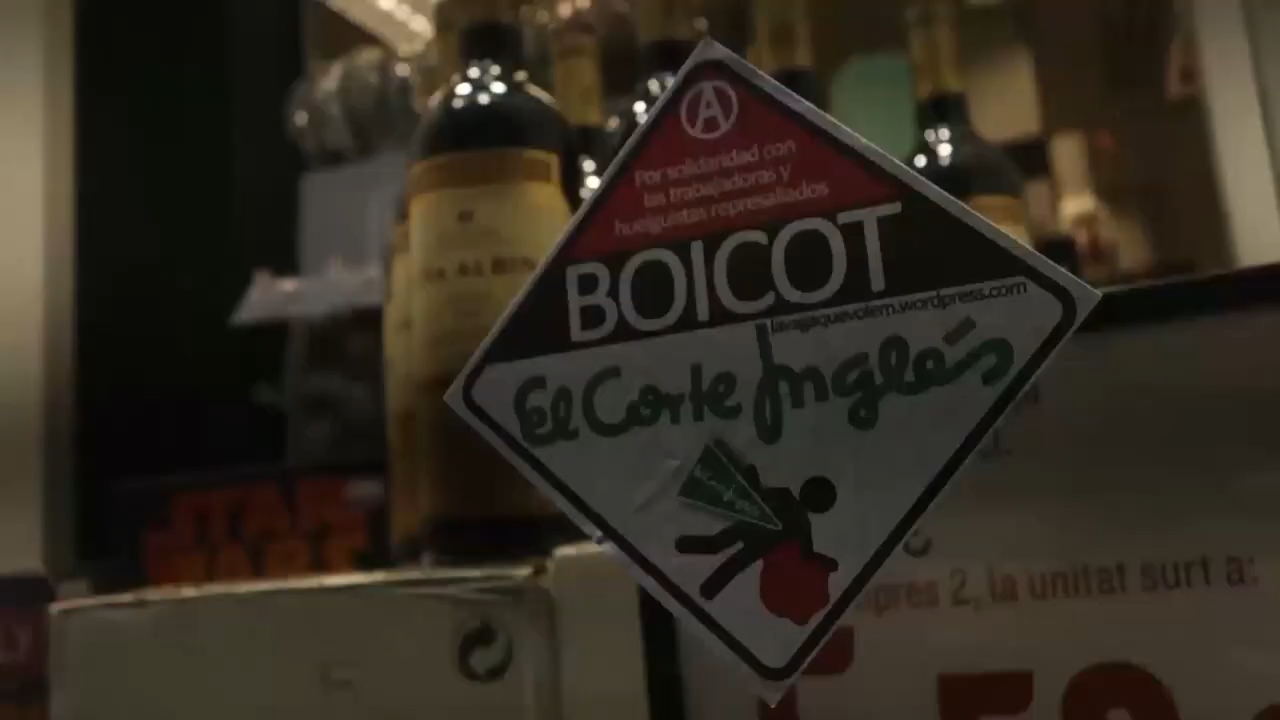 Por solidaridad con
las trabajadoras y
huelguistas represaliados
BOICOT
lavagaquevolem.wordpress.com
El Corte Inglés
STAR
WARS
2, la unitat surt a: